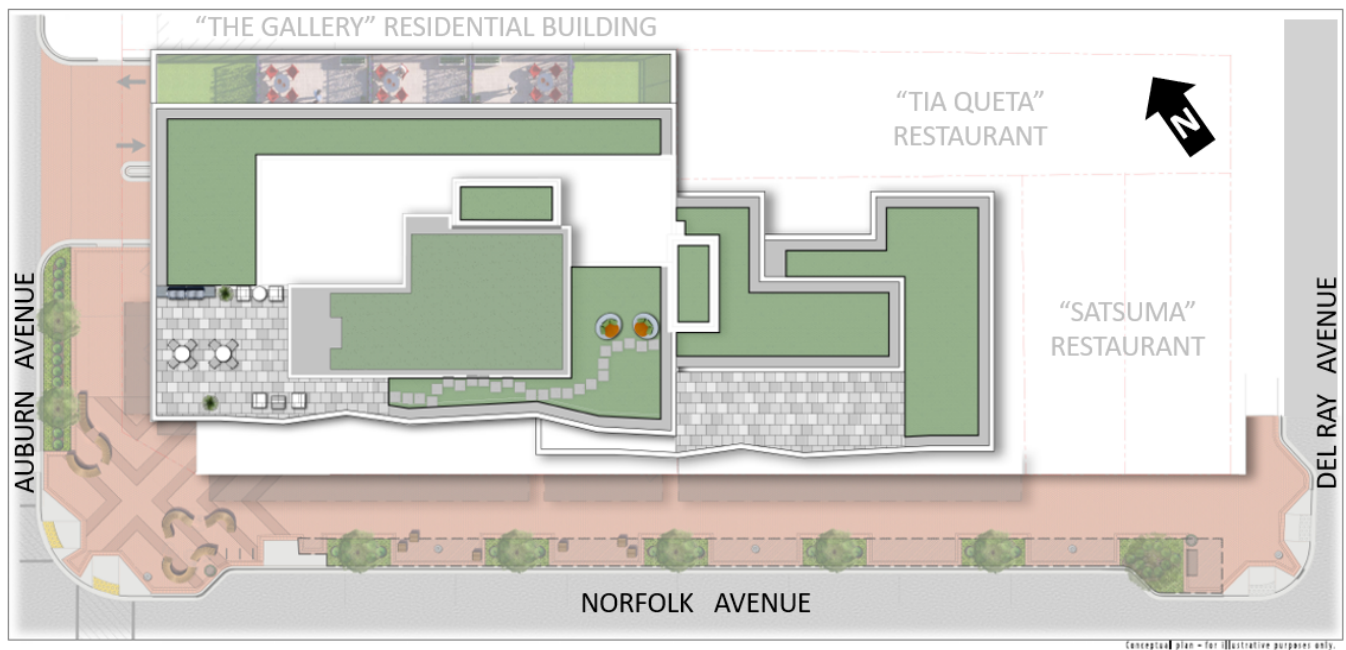 “THE GALLERY” RESIDENTIAL BUILDING
“TIA QUETA”
RESTAURANT
N
“SATSUMA”
RESTAURANT
AUBURN AVENUE
DEL RAY AVENUE
NORFOLK AVENUE
Conceptual plan – for illustrative purposes only.